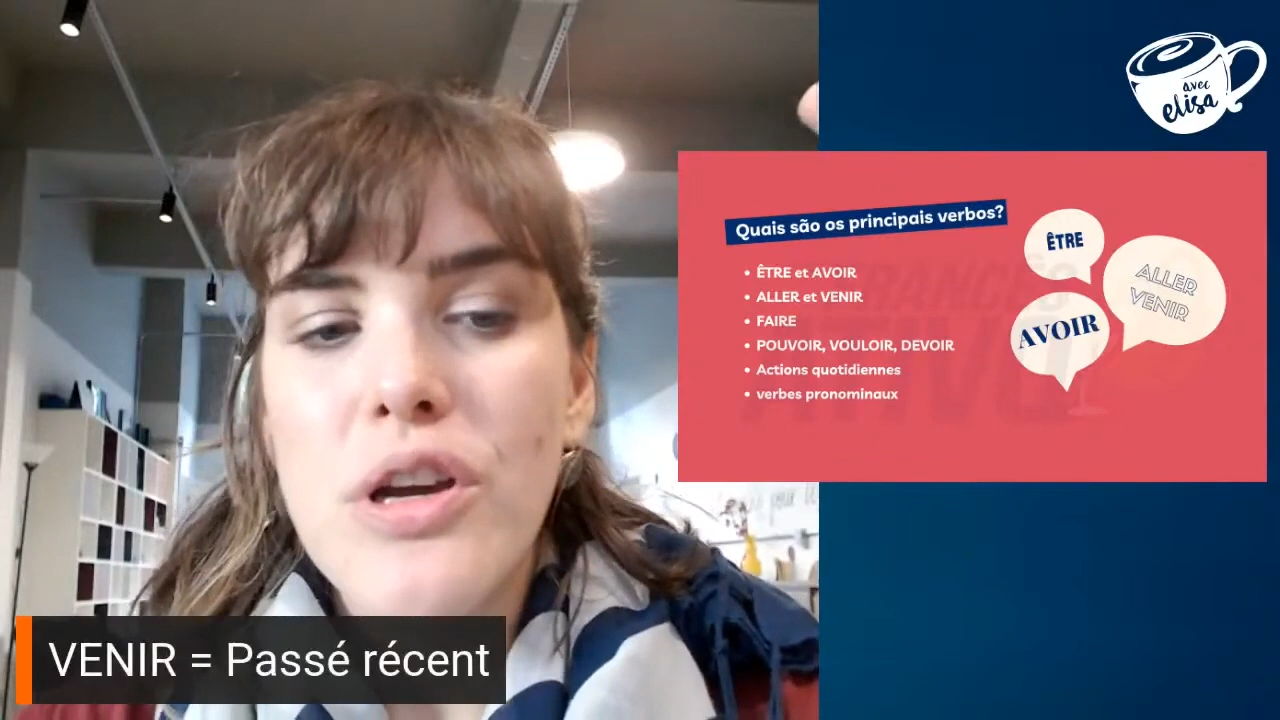 avec
elisa
Quais são os principais verbos?
• ÊTRE et AVOIR
• ALLER et VENIR
• FAIRE
• POUVOIR, VOULOIR, DEVOIR
• Actions quotidiennes
• verbes pronominaux
ÊTRE
ALLER
VENIR
AVOIR
VENIR = Passé récent